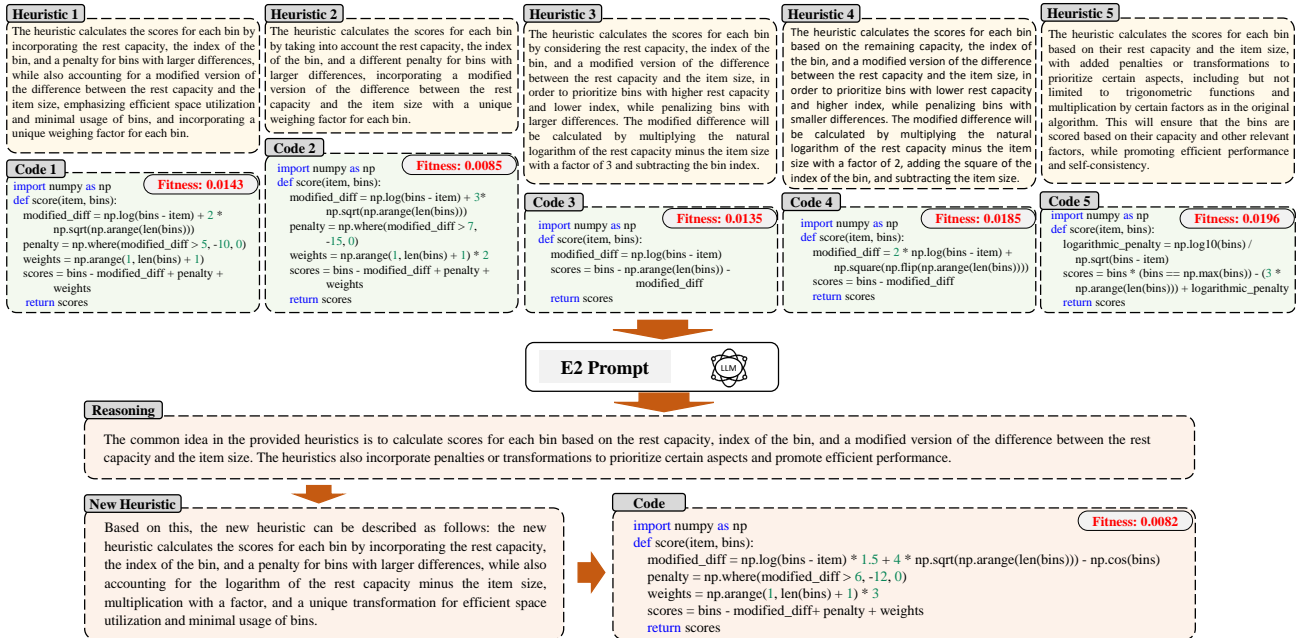 Heuristic 1
The heuristic calculates the scores for each bin by
incorporating the rest capacity, the index of the
bin, and a penalty for bins with larger differences,
while also accounting for a modified version of
the difference between the rest capacity and the
item size, emphasizing efficient space utilization
and minimal usage of bins, and incorporating a
unique weighing factor for each bin.
Code 1
Fitness: 0.0143
import numpy as np
def score(item, bins):
modified_diff = np.log(bins - item) + 2 *
np.sqrt(np.arange(len(bins)))
penalty = np.where(modified_diff > 5, -10, 0)
weights = np.arange(1, len(bins) + 1)
scores = bins - modified_diff + penalty +
weights
return scores
Heuristic 2
The heuristic calculates the scores for each bin
by taking into account the rest capacity, the index
of the bin, and a different penalty for bins with
larger differences, incorporating a modified
version of the difference between the rest
capacity and the item size with a unique
weighing factor for each bin.
Code 2
Fitness: 0.0085
import numpy as np
def score(item, bins):
modified_diff = np.log(bins - item) + 3*
np.sqrt(np.arange(len(bins)))
penalty = np.where(modified_diff > 7,
-15, 0)
weights = np.arange(1, len(bins) + 1) * 2
scores = bins - modified_diff + penalty +
weights
return scores
Heuristic 3
The heuristic calculates the scores for each bin
by considering the rest capacity, the index of the
bin, and a modified version of the difference
between the rest capacity and the item size, in
order to prioritize bins with higher rest capacity
and lower index, while penalizing bins with
larger differences. The modified difference will
be calculated by multiplying the natural
logarithm of the rest capacity minus the item size
with a factor of 3 and subtracting the bin index.
Code 3
Fitness: 0.0135
import numpy as np
def score(item, bins):
modified_diff = np.log(bins - item)
scores = bins - np.arange(len(bins)) -
modified_diff
return scores
Heuristic 4
The heuristic calculates the scores for each bin
based on the remaining capacity, the index of
the bin, and a modified version of the difference
between the rest capacity and the item size, in
order to prioritize bins with lower rest capacity
and higher index, while penalizing bins with
smaller differences. The modified difference will
be calculated by multiplying the natural
logarithm of the rest capacity minus the item
size with a factor of 2, adding the square of the
index of the bin, and subtracting the item size.
Code 4
Fitness: 0.0185
import numpy as np
def score(item, bins):
modified_diff = 2 * np.log(bins - item) +
np.square(np.flip(np.arange(len(bins))))
scores = bins - modified_diff
return scores
Heuristic 5
The heuristic calculates the scores for each bin
based on their rest capacity and the item size,
with added penalties or transformations to
prioritize certain aspects, including but not
limited to trigonometric functions and
multiplication by certain factors as in the original
algorithm. This will ensure that the bins are
scored based on their capacity and other relevant
factors, while promoting efficient performance
and self-consistency.
Code 5
Fitness: 0.0196
import numpy as np
def score(item, bins):
logarithmic_penalty = np.log10(bins) /
np.sqrt(bins - item)
scores = bins * (bins == np.max(bins)) - (3 *
np.arange(len(bins))) + logarithmic_penalty
return scores
E2 Prompt
LLM
Reasoning
The common idea in the provided heuristics is to calculate scores for each bin based on the rest capacity, index of the bin, and a modified version of the difference between the rest
capacity and the item size. The heuristics also incorporate penalties or transformations to prioritize certain aspects and promote efficient performance.
New Heuristic
Based on this, the new heuristic can be described as follows: the new
heuristic calculates the scores for each bin by incorporating the rest capacity,
the index of the bin, and a penalty for bins with larger differences, while also
accounting for the logarithm of the rest capacity minus the item size,
multiplication with a factor, and a unique transformation for efficient space
utilization and minimal usage of bins.
Code
Fitness: 0.0082
import numpy as np
def score(item, bins):
modified_diff = np.log(bins - item) * 1.5 + 4 * np.sqrt(np.arange(len(bins))) - np.cos(bins)
penalty = np.where(modified_diff > 6, -12, 0)
weights = np.arange(1, len(bins) + 1) * 3
scores = bins - modified_diff+ penalty + weights
return scores